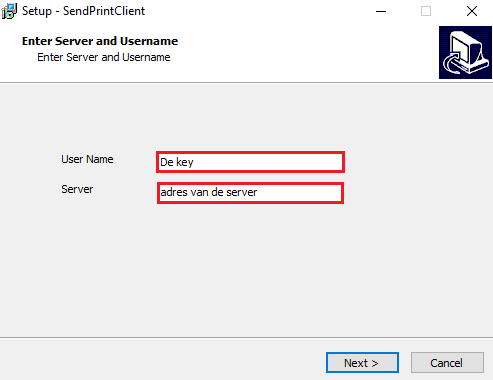 Setup - SendPrintClient
Enter Server and Username
Enter Server and Username
User Name
De key
Server
adres van de server
Next >
Cancel